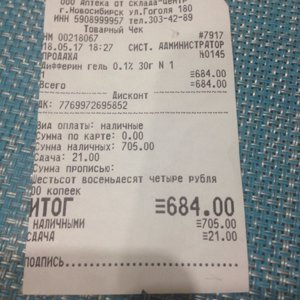 ООО Аптека от склада-центр
г.Новосибирск ул.Гоголя 180
ИНН 5908999957 тел.303-42-89
Товарный Чек
НМ 00218067 #7917
18.05.17 18:27 СИСТ. АДМИНИСТРАТОР
ПРОДАЖА №0145
Дифферин гель 0.1% 30г N 1
1 ≡684.00
Всего ≡684.00
Дисконт
ДК: 7769972695852
Вид оплаты: наличные
Сумма по карте: 0.00
Сумма наличных: 705.00
Сдача: 21.00
Сумма прописью:
Шестьсот восемьдесят четыре рубля
00 копеек
ИТОГ ≡684.00
НАЛИЧНЫМИ ≡705.00
СДАЧА ≡21.00
ПОДПИСЬ